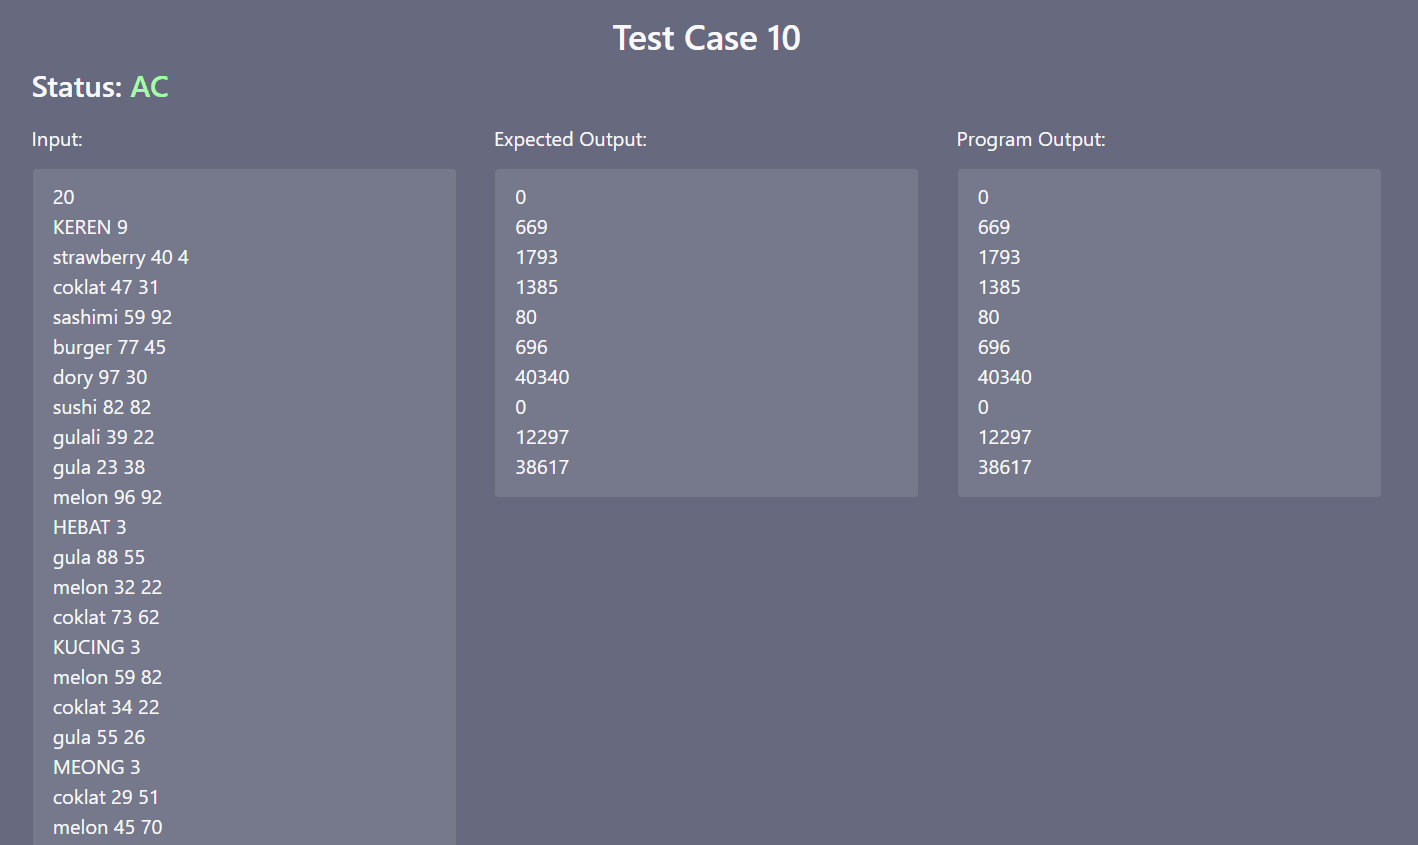 Test Case 10
Status: AC
Input:
20
KEREN 9
strawberry 40 4
coklat 47 31
sashimi 59 92
burger 77 45
dory 97 30
sushi 82 82
gulali 39 22
gula 23 38
melon 96 92
HEBAT 3
gula 88 55
melon 32 22
coklat 73 62
KUCING 3
melon 59 82
coklat 34 22
gula 55 26
MEONG 3
coklat 29 51
melon 45 70
Expected Output:
0
669
1793
1385
80
696
40340
0
12297
38617
Program Output:
0
669
1793
1385
80
696
40340
0
12297
38617